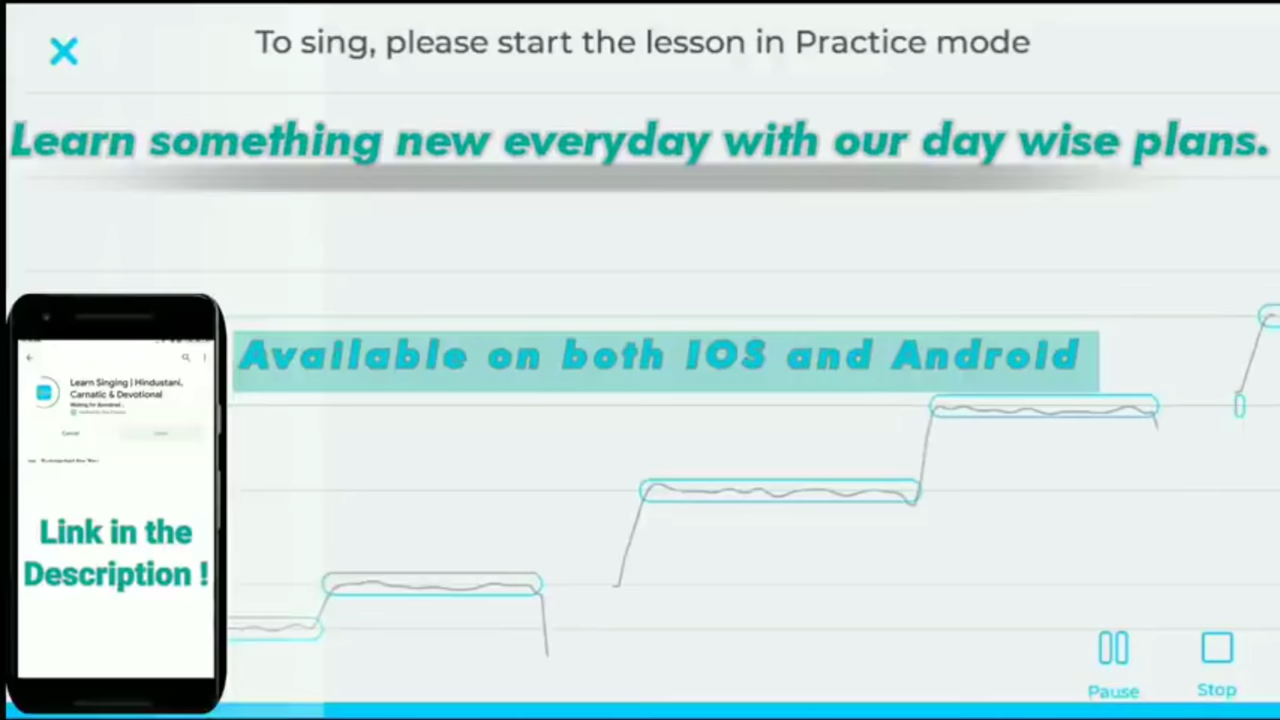 To sing, please start the lesson in Practice mode
Learn something new everyday with our day wise plans.
Available on both IOS and Android
Learn Singing | Hindustani,
Carnatic & Devotional
Cancel
Link in the
Description !
Pause
Stop